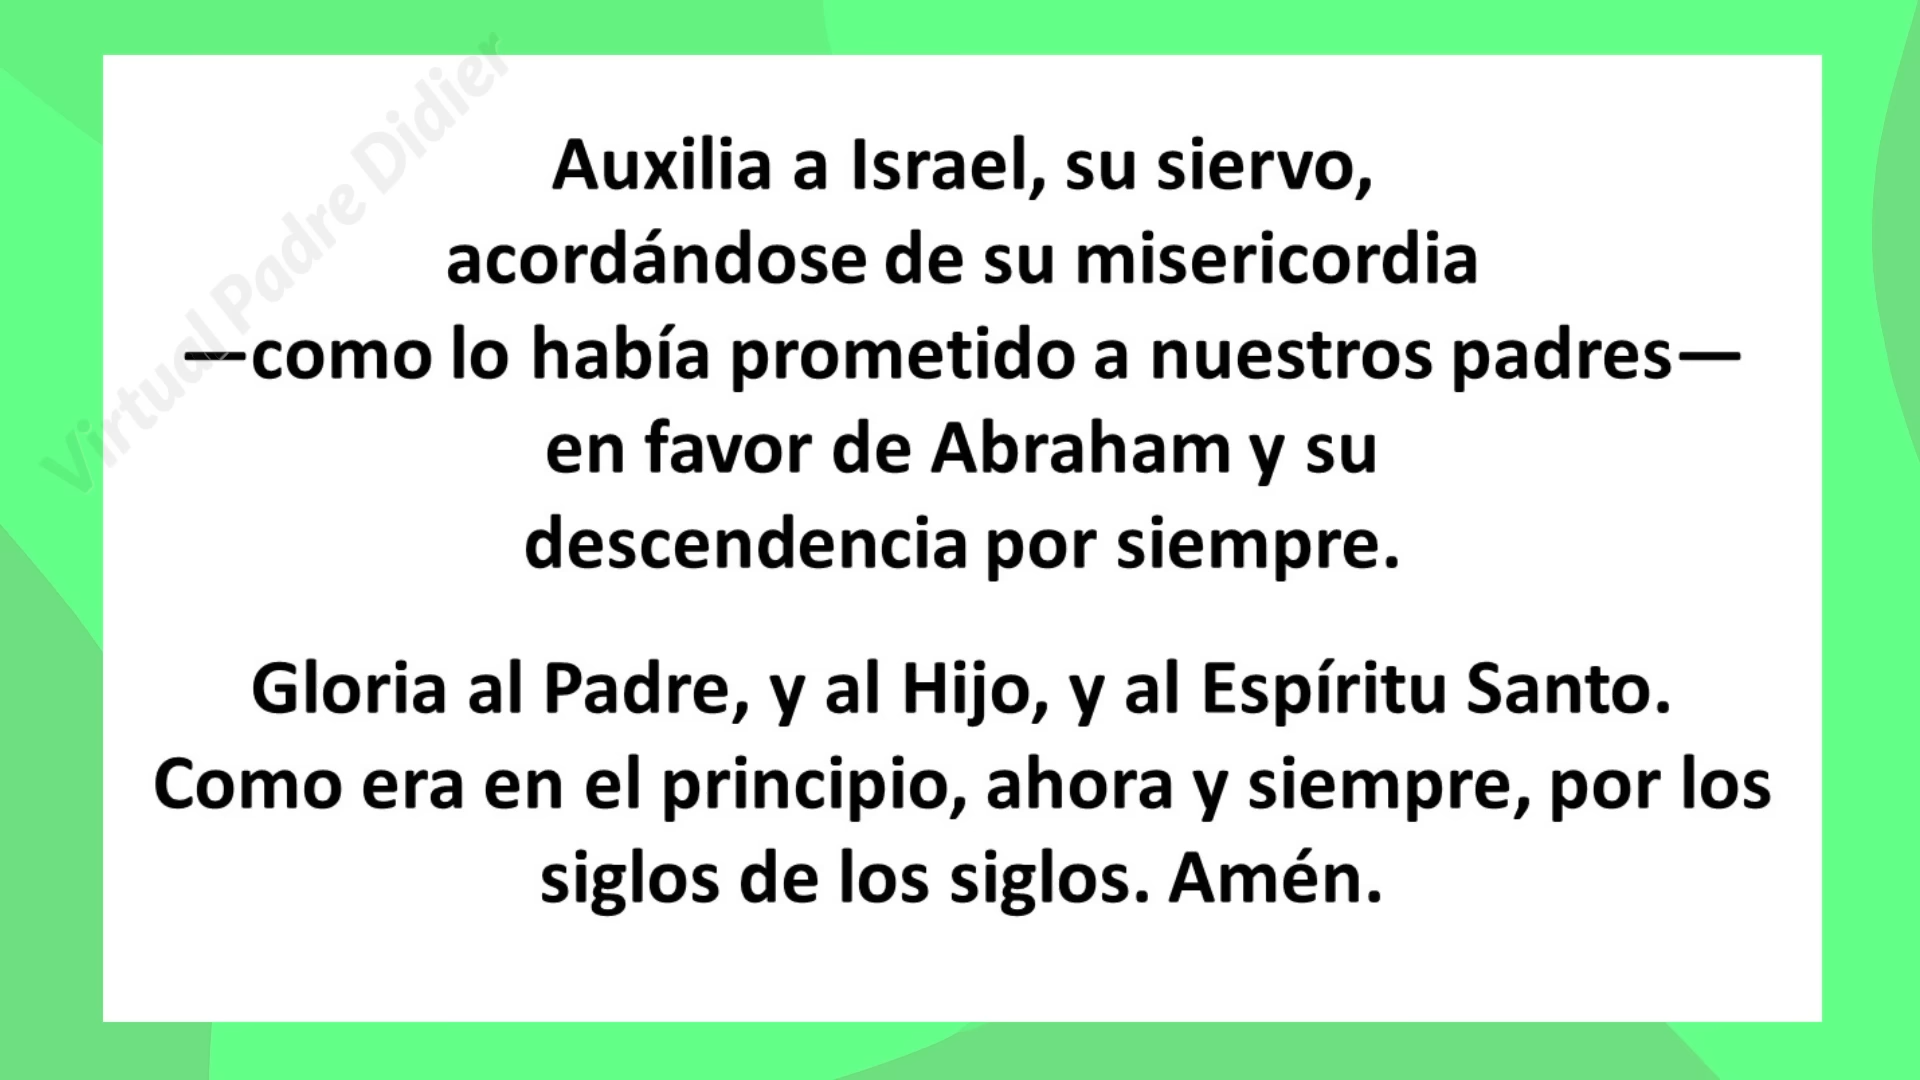 Virtual Padre Didier
Auxilia a Israel, su siervo,
acordándose de su misericordia
—como lo había prometido a nuestros padres—
en favor de Abraham y su
descendencia por siempre.
Gloria al Padre, y al Hijo, y al Espíritu Santo.
Como era en el principio, ahora y siempre, por los
siglos de los siglos. Amén.